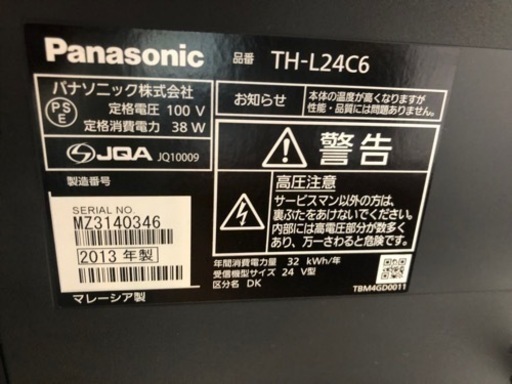 Panasonic 品番 TH-L24C6
パナソニック株式会社
PS
E
定格電圧 100 V
定格消費電力 38 W
お知らせ
本体の温度が高くなりますが
性能・品質には問題ありません。
JQA JQ10009
製造番号
SERIAL NO.
MZ3140346
2013 年製
マレーシア製
警告
高圧注意
サービスマン以外の方は、
裏ぶたをあけないでください。
内部には高電圧部分が数多く
あり、万一さわると危険です。
年間消費電力量 32 kWh/年
受信機型サイズ 24 V型
区分名 DK
TBM4GD0011